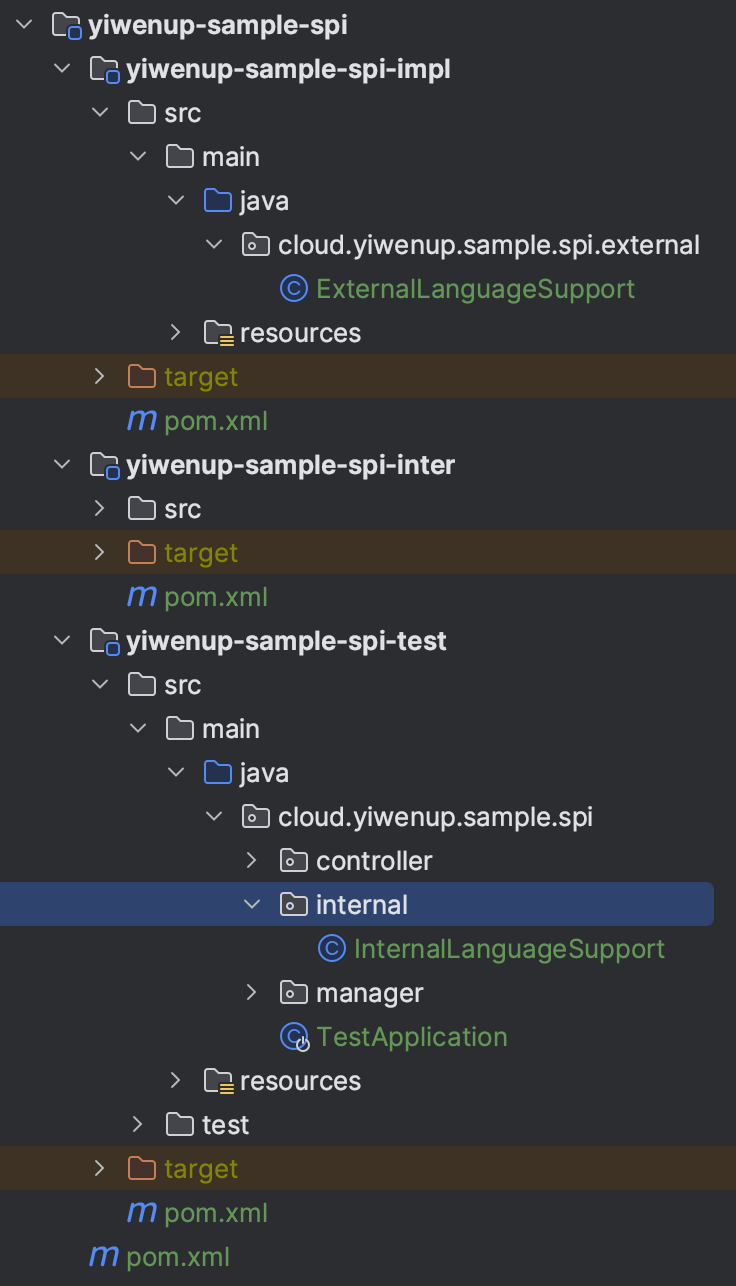 yiwenup-sample-spi
yiwenup-sample-spi-impl
src
main
java
cloud.yiwenup.sample.spi.external
ExternalLanguageSupport
resources
target
pom.xml
yiwenup-sample-spi-inter
src
target
pom.xml
yiwenup-sample-spi-test
src
main
java
cloud.yiwenup.sample.spi
controller
internal
InternalLanguageSupport
manager
TestApplication
resources
test
target
pom.xml
pom.xml